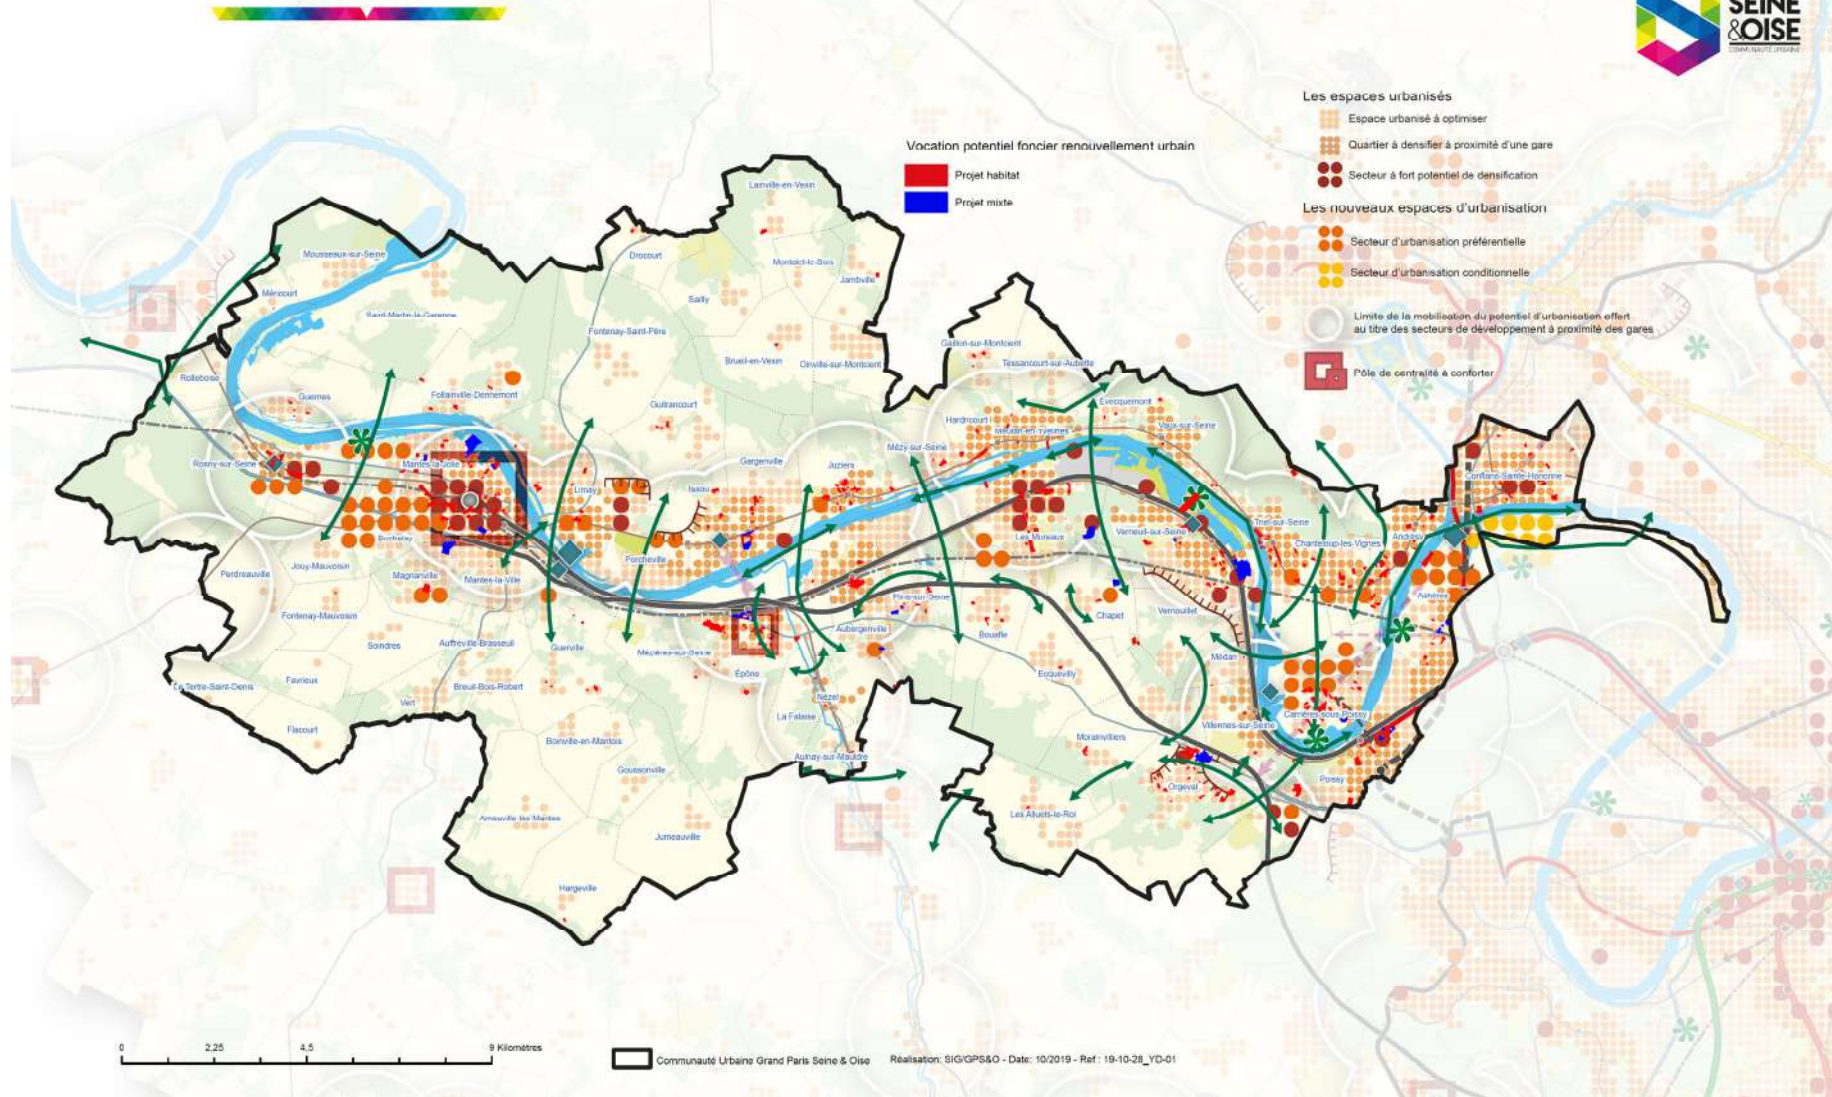 SEINE
&OISE
COMMUNAUTÉ URBAINE
Les espaces urbanisés
Espace urbanisé à optimiser
Quartier à densifier à proximité d'une gare
Secteur à fort potentiel de densification
Les nouveaux espaces d'urbanisation
Secteur d'urbanisation préférentielle
Secteur d'urbanisation conditionnelle
Limite de la mobilisation du potentiel d'urbanisation offert
au titre des secteurs de développement à proximité des gares
Pôle de centralité à conforter
Vocation potentiel foncier renouvellement urbain
Projet habitat
Projet mixte
Lainville-en-Vexin
Mousseaux-sur-Seine
Drocourt
Montalet-le-Bois
Jambville
Méricourt
Sailly
Saint-Martin-la-Garenne
Fontenay-Saint-Père
Gaillon-sur-Montcient
Brueil-en-Vexin
Oinville-sur-Montcient
Tessancourt-sur-Aubette
Rolleboise
Guernes
Follainville-Dennemont
Guitrancourt
Evecquemont
Hardricourt
Meulan-en-Yvelines
Vaux-sur-Seine
Mézy-sur-Seine
Rosny-sur-Seine
Mantes-la-Jolie
Gargenville
Juziers
Limay
Issou
Conflans-Sainte-Honorine
Triel-sur-Seine
Verneuil-sur-Seine
Les Mureaux
Chanteloup-les-Vignes
Andrésy
Buchelay
Porcheville
Jouy-Mauvoisin
Perdreauville
Magnanville
Mantes-la-Ville
Flins-sur-Seine
Achères
Chapet
Vernouillet
Fontenay-Mauvoisin
Aubergenville
Bouafle
Soindres
Auffreville-Brasseuil
Guerville
Mézières-sur-Seine
Médan
Épône
Ecquevilly
Le Tertre-Saint-Denis
Favrieux
Breuil-Bois-Robert
Nézel
Vert
La Falaise
Carrières-sous-Poissy
Villennes-sur-Seine
Flacourt
Boinville-en-Mantois
Morainvilliers
Aulnay-sur-Mauldre
Goussonville
Poissy
Orgeval
Arnouville-les-Mantes
Les Alluets-le-Roi
Jumeauville
Hargeville
0
2,25
4,5
9 Kilomètres
Communauté Urbaine Grand Paris Seine & Oise
Réalisation: SIG/GPS&O - Date: 10/2019 - Ref : 19-10-28_YD-01